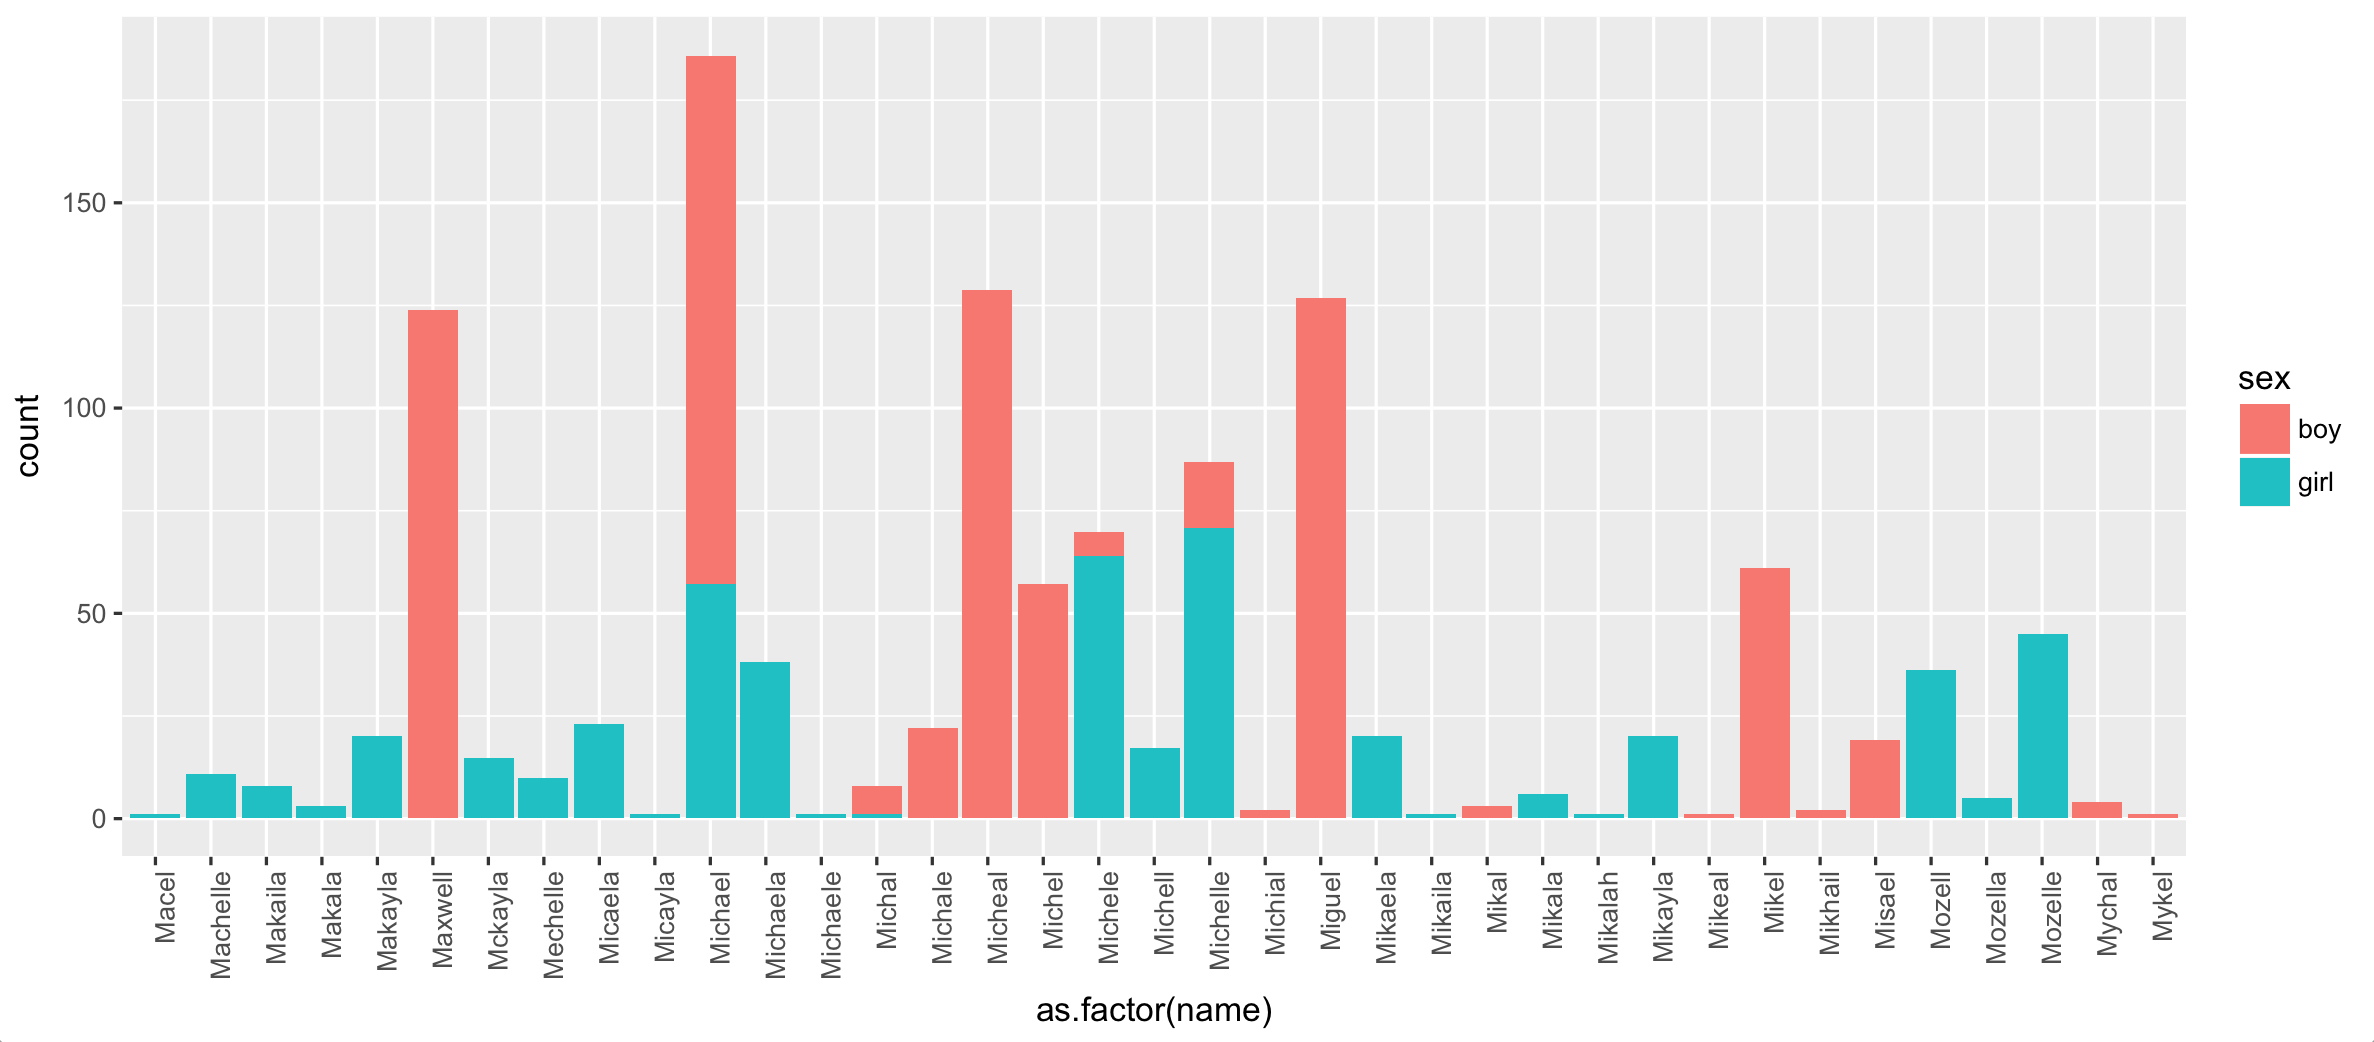 count
150
100
50
0
Macel
Machelle
Makaila
Makala
Makayla
Maxwell
Mckayla
Mechelle
Micaela
Micayla
Michael
Michaela
Michaele
Michal
Michale
Micheal
Michel
Michele
Michell
Michelle
Michial
Miguel
Mikaela
Mikaila
Mikal
Mikala
Mikalah
Mikayla
Mikeal
Mikel
Mikhail
Misael
Mozell
Mozella
Mozelle
Mychal
Mykel
as.factor(name)
sex
boy
girl